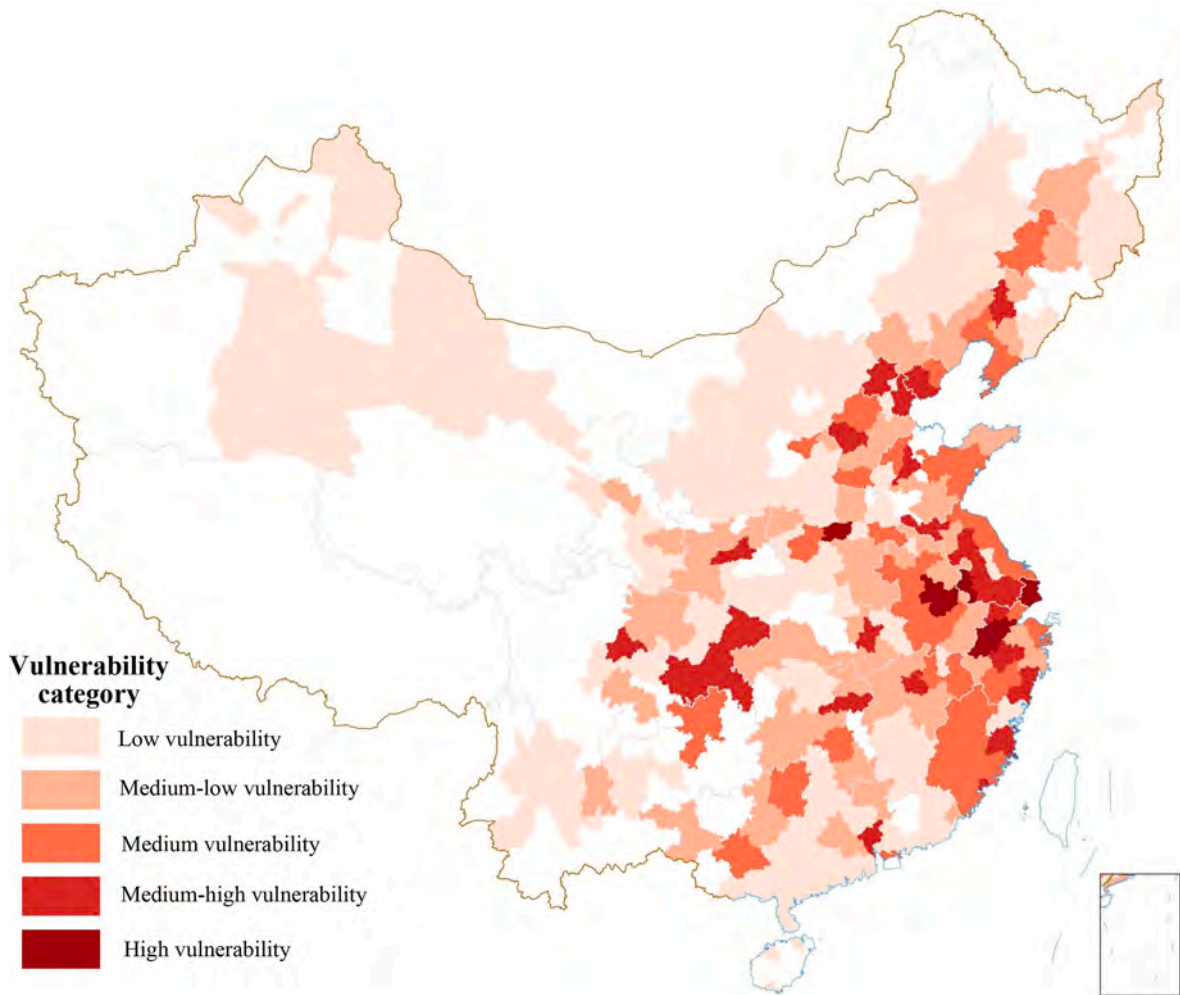 Vulnerability
category
Low vulnerability
Medium-low vulnerability
Medium vulnerability
Medium-high vulnerability
High vulnerability